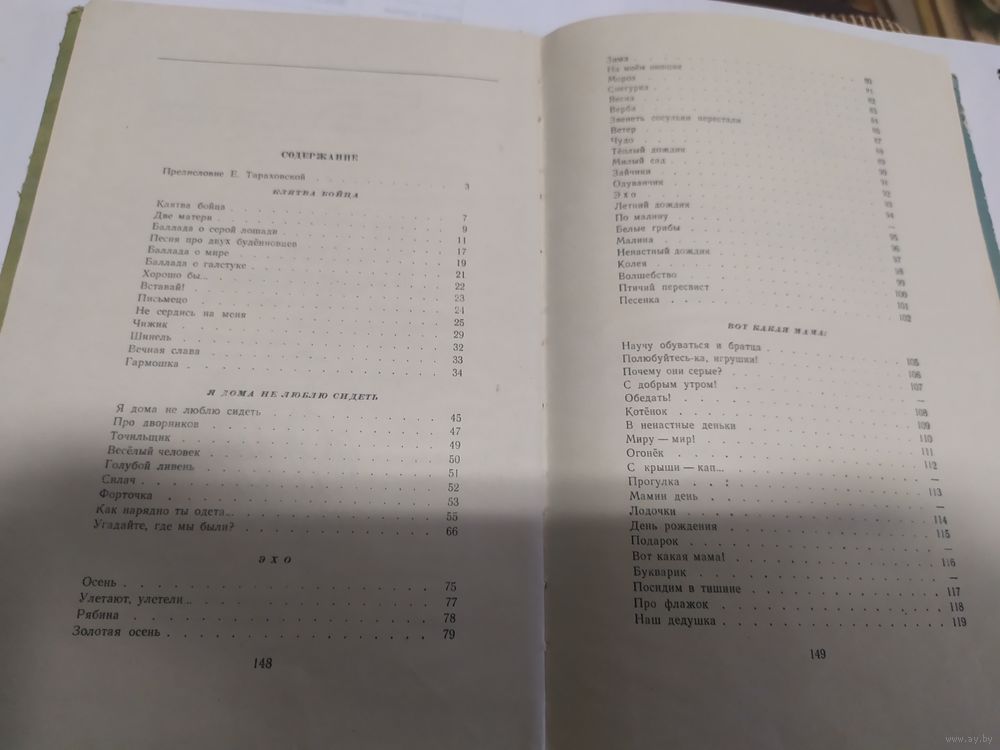 СОДЕРЖАНИЕ
Предисловие Е. Тараховской 3
КЛЯТВА БОЙЦА
Клятва бойца 7
Две матери 9
Баллада о серой лошади 11
Песня про двух будённовцев 17
Баллада о мире 19
Баллада о галстуке 21
Хорошо бы... 22
Вставай! 23
Письмецо 24
Не сердись на меня 25
Чижик 29
Шинель 32
Вечная слава 33
Гармошка 34
Я ДОМА НЕ ЛЮБЛЮ СИДЕТЬ
Я дома не люблю сидеть 45
Про дворников 47
Точильщик 49
Весёлый человек 50
Голубой ливень 51
Силач 52
Форточка 53
Как нарядно ты одета... 55
Угадайте, где мы были? 66
ЭХО
Осень 75
Улетают, улетели.. 77
Рябина 78
Золотая осень 79
148
Зима
На моём окошке
Мороз
Снегурка
Весна
Верба
Звенеть сосульки перестали
Ветер
Чудо
Тёплый дождик
Милый сад
Зайчики
Одуванчик
Эхо
Летний дождик
По малину
Белые грибы
Малина
Ненастный дождик
Колея
Волшебство
Птичий пересвист
Песенка 102
ВОТ КАКАЯ МАМА!
Научу обуваться и братца 105
Полюбуйтесь-ка, игрушки! 106
Почему они серые? 107
С добрым утром! —
Обедать! 108
Котёнок 109
В ненастные деньки 110
Миру — мир! 111
Огонёк 112
С крыши — кап... —
Прогулка 113
Мамин день —
Лодочки 114
День рождения 115
Подарок —
Вот какая мама! 116
Букварик —
Посидим в тишине 117
Про флажок 118
Наш дедушка 119
149
www.ay.by